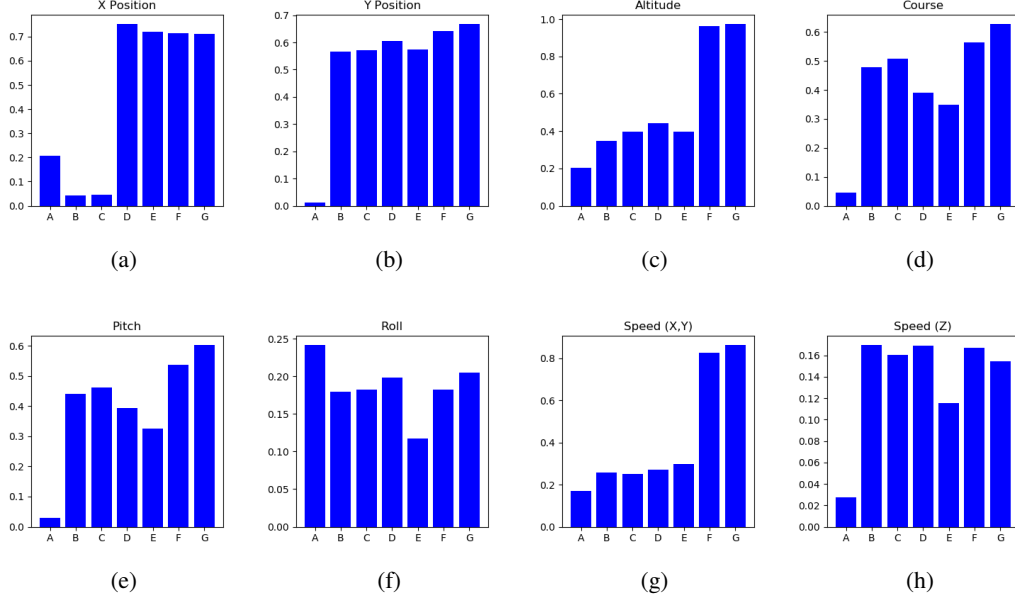 X Position
0.7
0.6
0.5
0.4
0.3
0.2
0.1
0.0
A B C D E F G
(a)
Y Position
0.7
0.6
0.5
0.4
0.3
0.2
0.1
0.0
A B C D E F G
(b)
Altitude
1.0
0.8
0.6
0.4
0.2
0.0
A B C D E F G
(c)
Course
0.6
0.5
0.4
0.3
0.2
0.1
0.0
A B C D E F G
(d)
Pitch
0.6
0.5
0.4
0.3
0.2
0.1
0.0
A B C D E F G
(e)
Roll
0.25
0.20
0.15
0.10
0.05
0.00
A B C D E F G
(f)
Speed (X,Y)
0.8
0.6
0.4
0.2
0.0
A B C D E F G
(g)
Speed (Z)
0.16
0.14
0.12
0.10
0.08
0.06
0.04
0.02
0.00
A B C D E F G
(h)